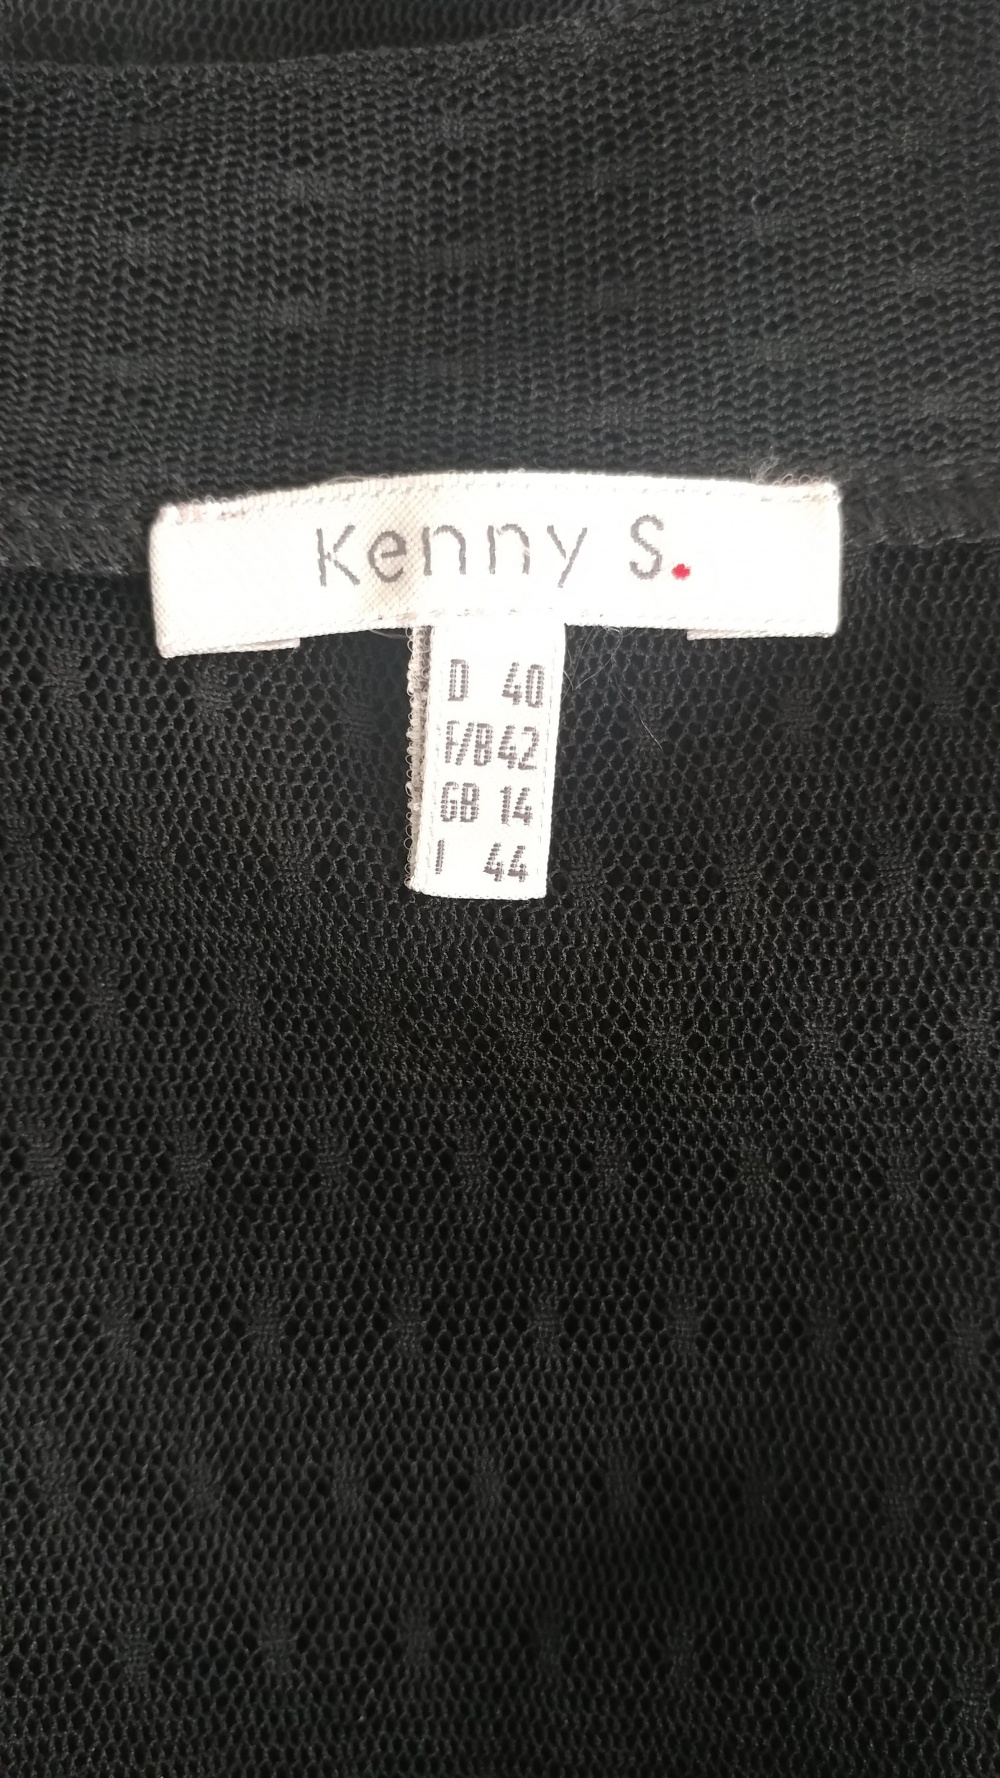 Kenny S.
D 40
F/B 42
GB 14
I 44